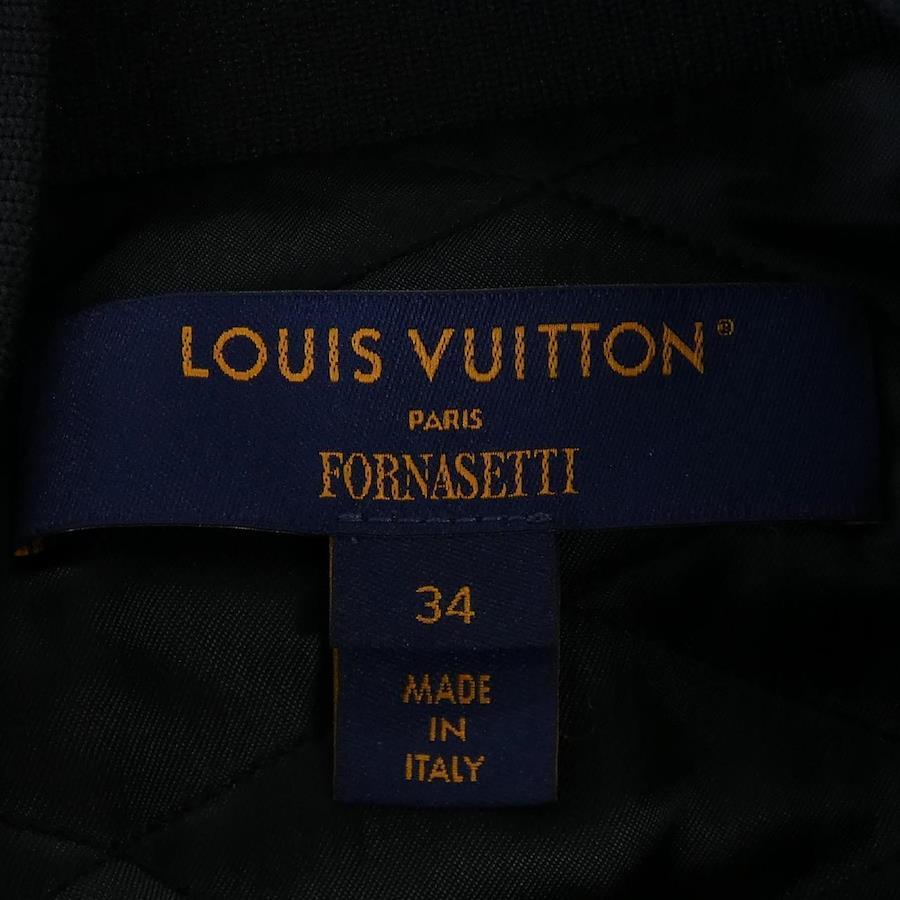 LOUIS VUITTON®
PARIS
FORNASETTI
34
MADE
IN
ITALY